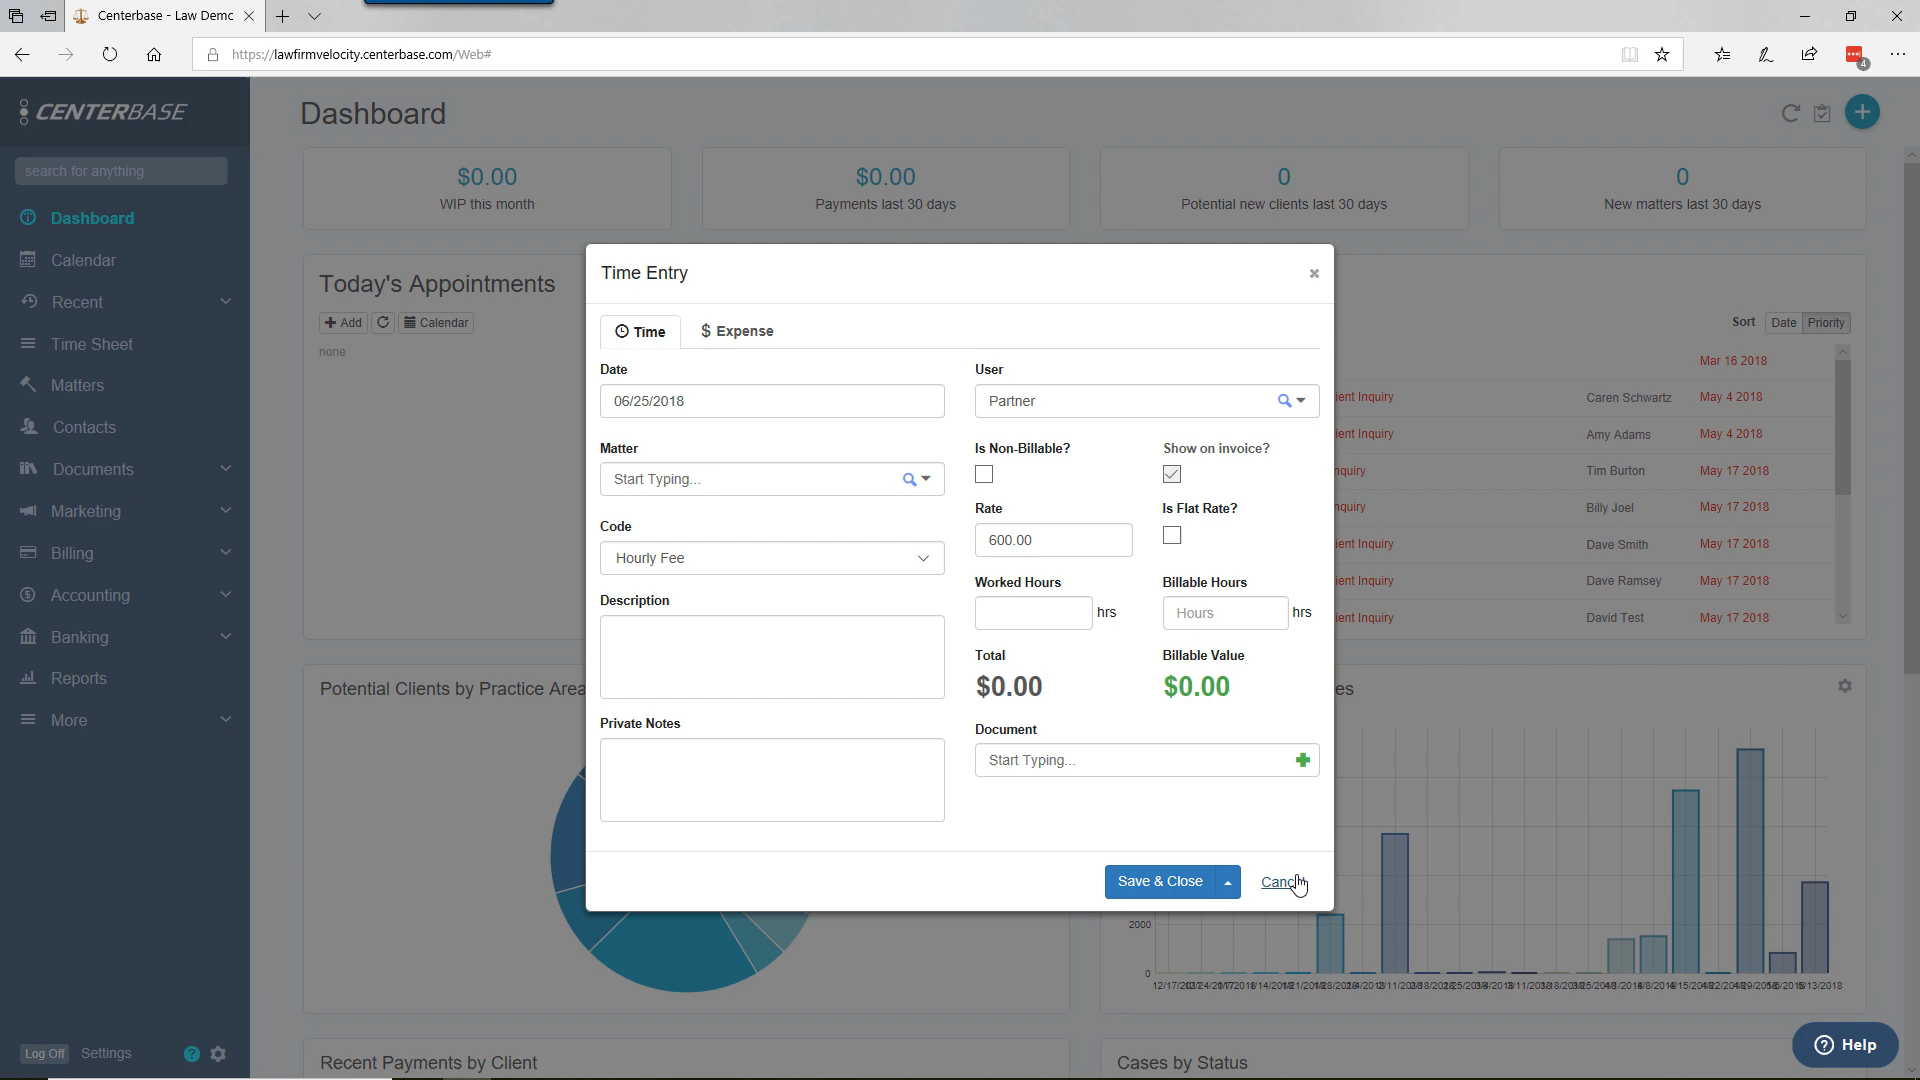 Centerbase - Law Demc
https://lawfirmvelocity.centerbase.com/Web#
4
CENTERBASE
search for anything
Dashboard
Calendar
Recent
Time Sheet
Matters
Contacts
Documents
Marketing
Billing
Accounting
Banking
Reports
More
Log Off Settings
Dashboard
$0.00
WIP this month
$0.00
Payments last 30 days
0
Potential new clients last 30 days
0
New matters last 30 days
Today's Appointments
Add
Calendar
none
Sort Date Priority
Mar 16 2018
ient Inquiry Caren Schwartz May 4 2018
ient Inquiry Amy Adams May 4 2018
nquiry Tim Burton May 17 2018
nquiry Billy Joel May 17 2018
ient Inquiry Dave Smith May 17 2018
ient Inquiry Dave Ramsey May 17 2018
ient Inquiry David Test May 17 2018
Time Entry
Time
$ Expense
Date
06/25/2018
User
Partner
Matter
Start Typing...
Is Non-Billable?
Show on invoice?
Code
Hourly Fee
Rate
600.00
Is Flat Rate?
Description
Worked Hours
hrs
Billable Hours
Hours hrs
Total
$0.00
Billable Value
$0.00
Private Notes
Document
Start Typing...
Save & Close
Potential Clients by Practice Area
es
2000
0
Recent Payments by Client
Cases by Status
Help